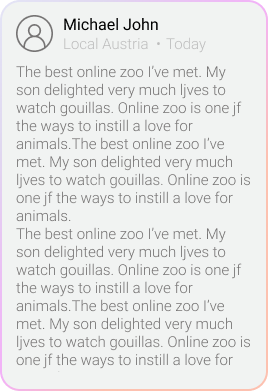 Michael John
Local Austria • Today
The best online zoo I've met. My
son delighted very much ljves to
watch gouillas. Online zoo is one jf
the ways to instill a love for
animals.The best online zoo I've
met. My son delighted very much
ljves to watch gouillas. Online zoo is
one jf the ways to instill a love for
animals.
The best online zoo I've met. My
son delighted very much ljves to
watch gouillas. Online zoo is one jf
the ways to instill a love for
animals.The best online zoo I've
met. My son delighted very much
ljves to watch gouillas. Online zoo is
one jf the ways to instill a love for